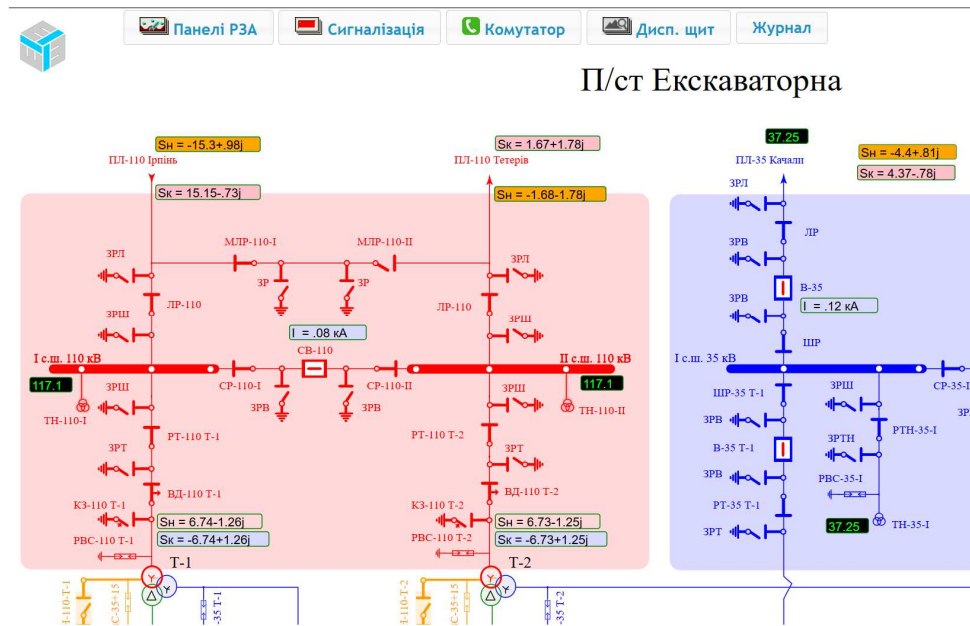 Панелі РЗА
Сигналізація
Комутатор
Дисп. щит
Журнал
П/ст Екскаваторна
Sн = -15.3+.98j
Sк = 1.67+1.78j
37.25
Sн = -4.4+.81j
ПЛ-110 Ірпінь
ПЛ-110 Тетерів
ПЛ-35 Качали
Sк = 4.37-.78j
Sк = 15.15-.73j
Sн = -1.68-1.78j
ЗРЛ
МЛР-110-I
МЛР-110-II
ЛР
ЗРЛ
ЗРЛ
ЗРВ
ЗР
ЗР
В-35
ЛР-110
ЛР-110
ЗРВ
I = .12 кА
ЗРШ
I = .08 кА
ЗРШ
СВ-110
ШР
I с.ш. 110 кВ
II с.ш. 110 кВ
I с.ш. 35 кВ
117.1
СР-110-I
СР-110-II
117.1
СР-35-I
ЗРШ
ЗРШ
ШР-35 Т-1
ЗРШ
ТН-110-I
ЗРВ
ЗРВ
ТН-110-II
ЗРВ
РТН-35-I
РТ-110 Т-1
РТ-110 Т-2
ЗРТН
ЗРТ
ЗРТ
В-35 Т-1
ЗРВ
РВС-35-I
ВД-110 Т-1
ВД-110 Т-2
КЗ-110 Т-1
КЗ-110 Т-2
РТ-35 Т-1
Sн = 6.74-1.26j
Sн = 6.73-1.25j
37.25
ТН-35-I
ЗРТ
РВС-110 Т-1
Sк = -6.74+1.26j
РВС-110 Т-2
Sк = -6.73+1.25j
Т-1
Т-2